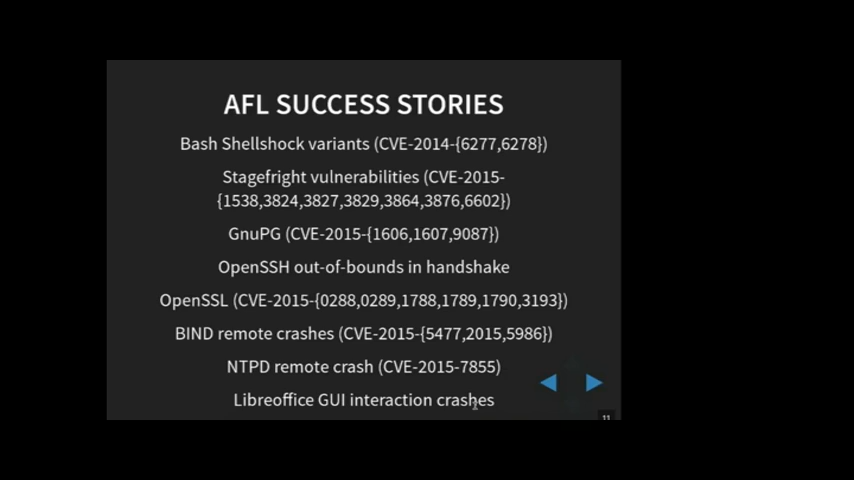 AFL SUCCESS STORIES
Bash Shellshock variants (CVE-2014-{6277,6278})
Stagefright vulnerabilities (CVE-2015-
{1538,3824,3827,3829,3864,3876,6602})
GnuPG (CVE-2015-{1606,1607,9087})
OpenSSH out-of-bounds in handshake
OpenSSL (CVE-2015-{0288,0289,1788,1789,1790,3193})
BIND remote crashes (CVE-2015-{5477,2015,5986})
NTPD remote crash (CVE-2015-7855)
Libreoffice GUI interaction crashes
11